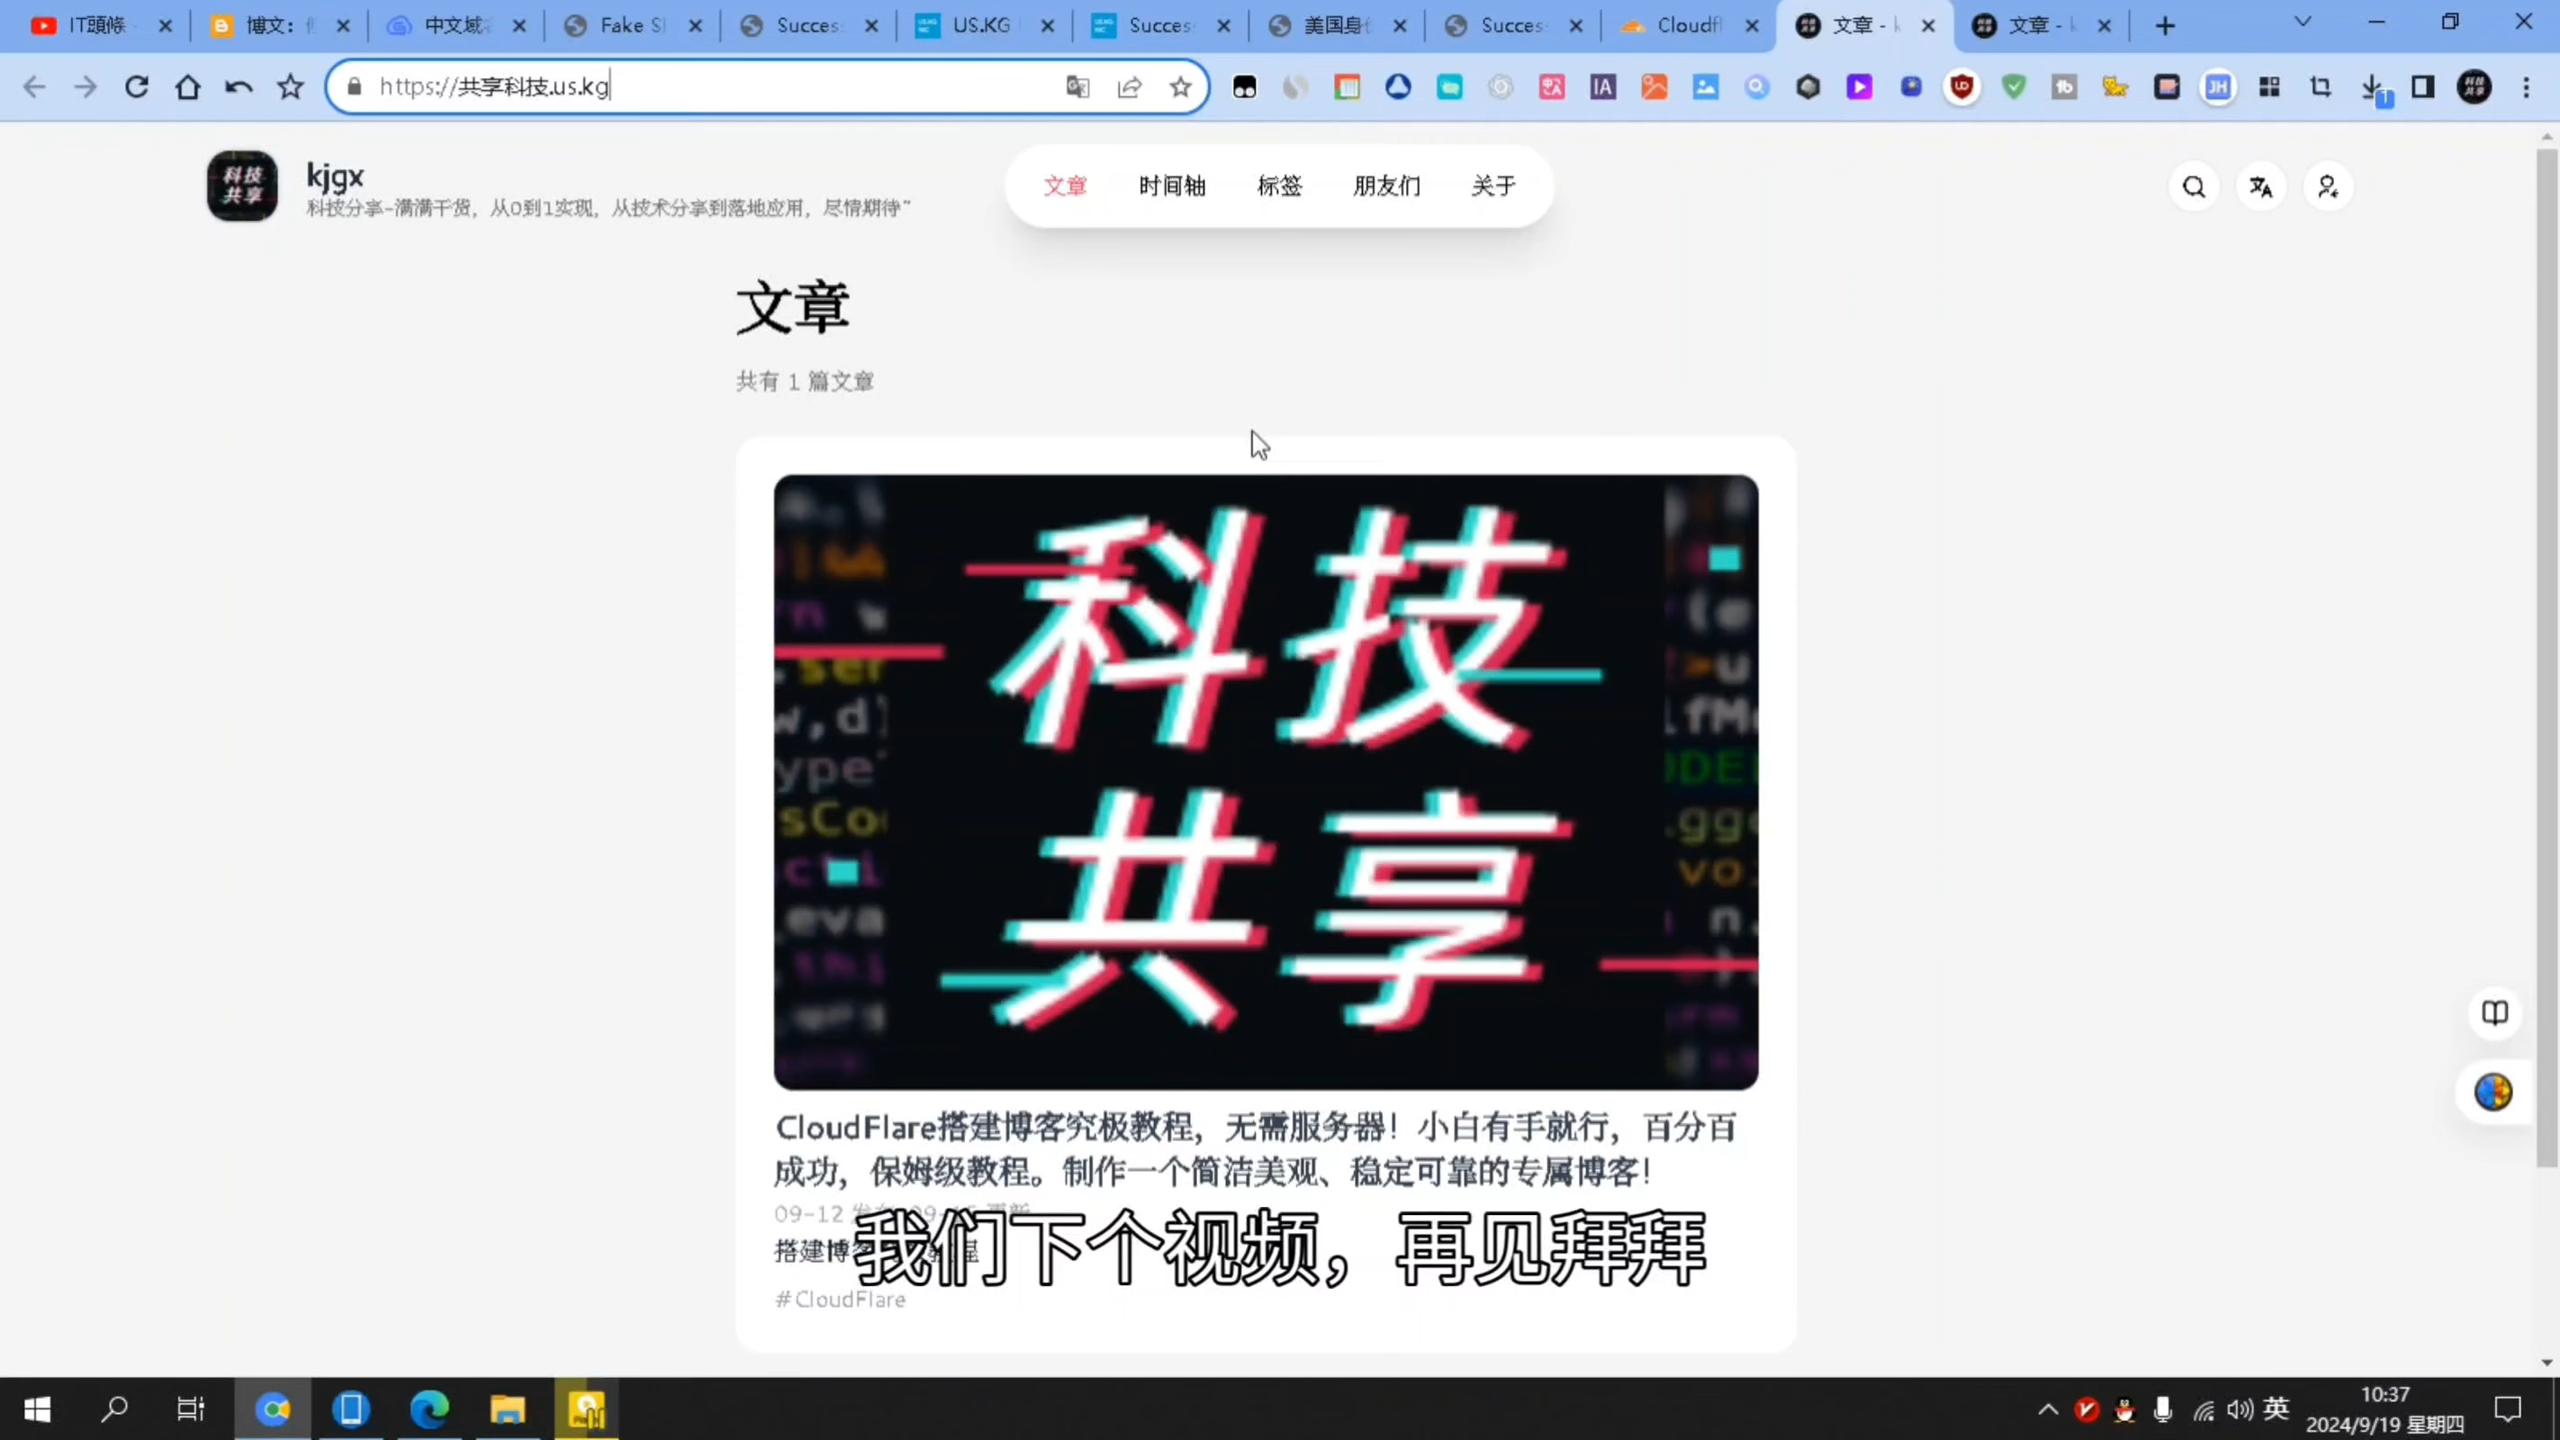 IT頭條
博文：
中文域
Fake S
Succes
US.KG
Succes
美国身
Succes
Cloudfl
文章 -
文章 -
https://共享科技.us.kg
科技
共享
kjgx
科技分享-满满干货，从0到1实现，从技术分享到落地应用，尽情期待~
文章
时间轴
标签
朋友们
关于
文章
共有 1 篇文章
科技
共享
CloudFlare搭建博客究极教程，无需服务器！小白有手就行，百分百
成功，保姆级教程。制作一个简洁美观、稳定可靠的专属博客！
09-12
搭建博
我们下个视频，再见拜拜
#CloudFlare
英
10:37
2024/9/19 星期四